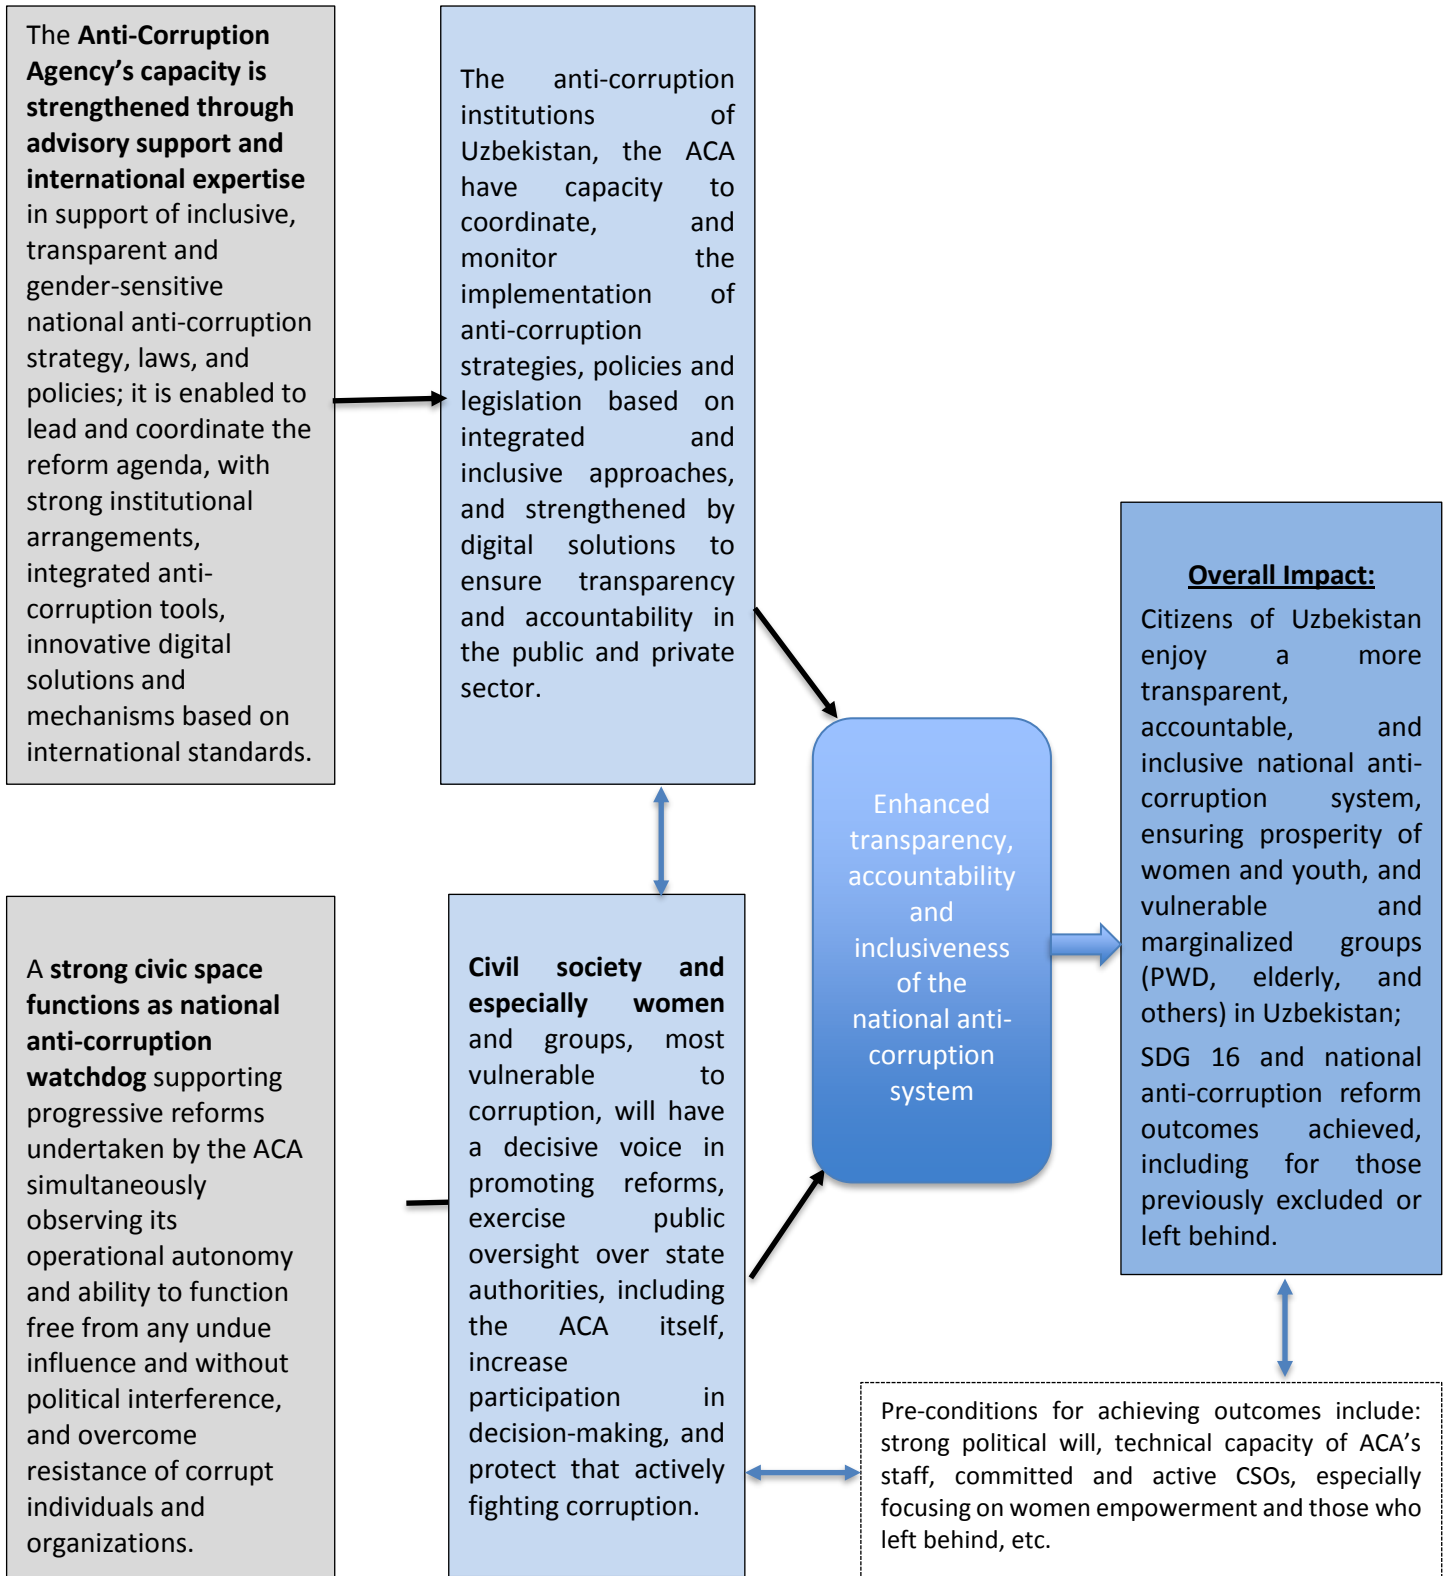 The Anti-Corruption
Agency’s capacity is
strengthened through
advisory support and
international expertise
in support of inclusive,
transparent and
gender-sensitive
national anti-corruption
strategy, laws, and
policies; it is enabled to
lead and coordinate the
reform agenda, with
strong institutional
arrangements,
integrated anti-
corruption tools,
innovative digital
solutions and
mechanisms based on
international standards.
The anti-corruption
institutions of
Uzbekistan, the ACA
have capacity to
coordinate, and
monitor the
implementation of
anti-corruption
strategies, policies and
legislation based on
integrated and
inclusive approaches,
and strengthened by
digital solutions to
ensure transparency
and accountability in
the public and private
sector.
A strong civic space
functions as national
anti-corruption
watchdog supporting
progressive reforms
undertaken by the ACA
simultaneously
observing its
operational autonomy
and ability to function
free from any undue
influence and without
political interference,
and overcome
resistance of corrupt
individuals and
organizations.
Civil society and
especially women
and groups, most
vulnerable to
corruption, will have
a decisive voice in
promoting reforms,
exercise public
oversight over state
authorities, including
the ACA itself,
increase
participation in
decision-making, and
protect that actively
fighting corruption.
Enhanced
transparency,
accountability
and
inclusiveness
of the
national anti-
corruption
system
Overall Impact:
Citizens of Uzbekistan
enjoy a more
transparent,
accountable, and
inclusive national anti-
corruption system,
ensuring prosperity of
women and youth, and
vulnerable and
marginalized groups
(PWD, elderly, and
others) in Uzbekistan;
SDG 16 and national
anti-corruption reform
outcomes achieved,
including for those
previously excluded or
left behind.
Pre-conditions for achieving outcomes include:
strong political will, technical capacity of ACA’s
staff, committed and active CSOs, especially
focusing on women empowerment and those who
left behind, etc.